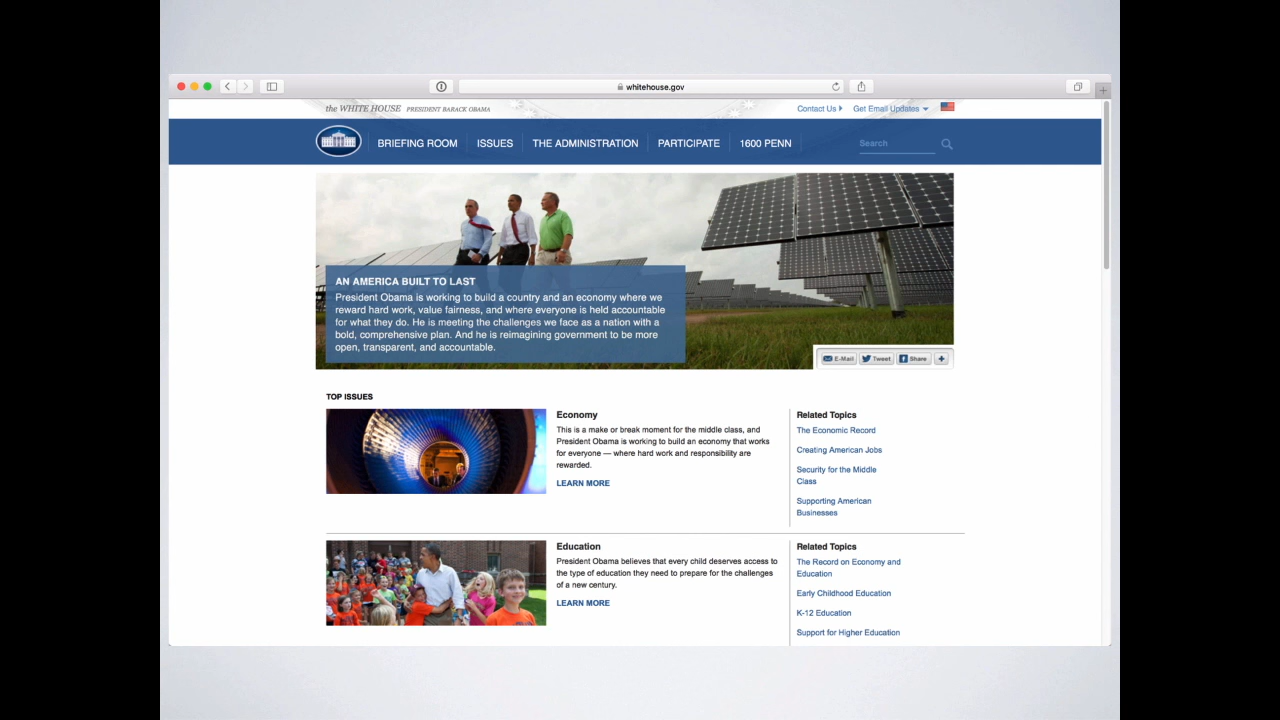 whitehouse.gov
the WHITE HOUSE PRESIDENT BARACK OBAMA
Contact Us
Get Email Updates
BRIEFING ROOM
ISSUES
THE ADMINISTRATION
PARTICIPATE
1600 PENN
Search
AN AMERICA BUILT TO LAST
President Obama is working to build a country and an economy where we
reward hard work, value fairness, and where everyone is held accountable
for what they do. He is meeting the challenges we face as a nation with a
bold, comprehensive plan. And he is reimagining government to be more
open, transparent, and accountable.
E-Mail
Tweet
Share
TOP ISSUES
Economy
This is a make or break moment for the middle class, and
President Obama is working to build an economy that works
for everyone — where hard work and responsibility are
rewarded.
LEARN MORE
Related Topics
The Economic Record
Creating American Jobs
Security for the Middle
Class
Supporting American
Businesses
Education
President Obama believes that every child deserves access to
the type of education they need to prepare for the challenges
of a new century.
LEARN MORE
Related Topics
The Record on Economy and
Education
Early Childhood Education
K-12 Education
Support for Higher Education